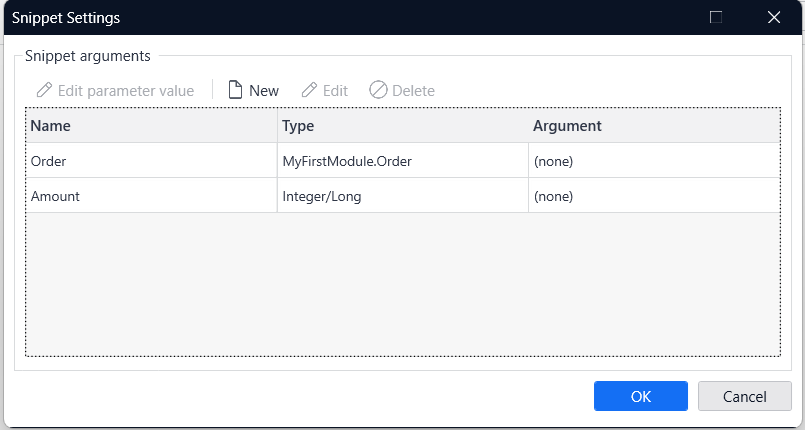 Snippet Settings
Snippet arguments
Edit parameter value New Edit Delete
Name Type Argument
Order MyFirstModule.Order (none)
Amount Integer/Long (none)
OK Cancel